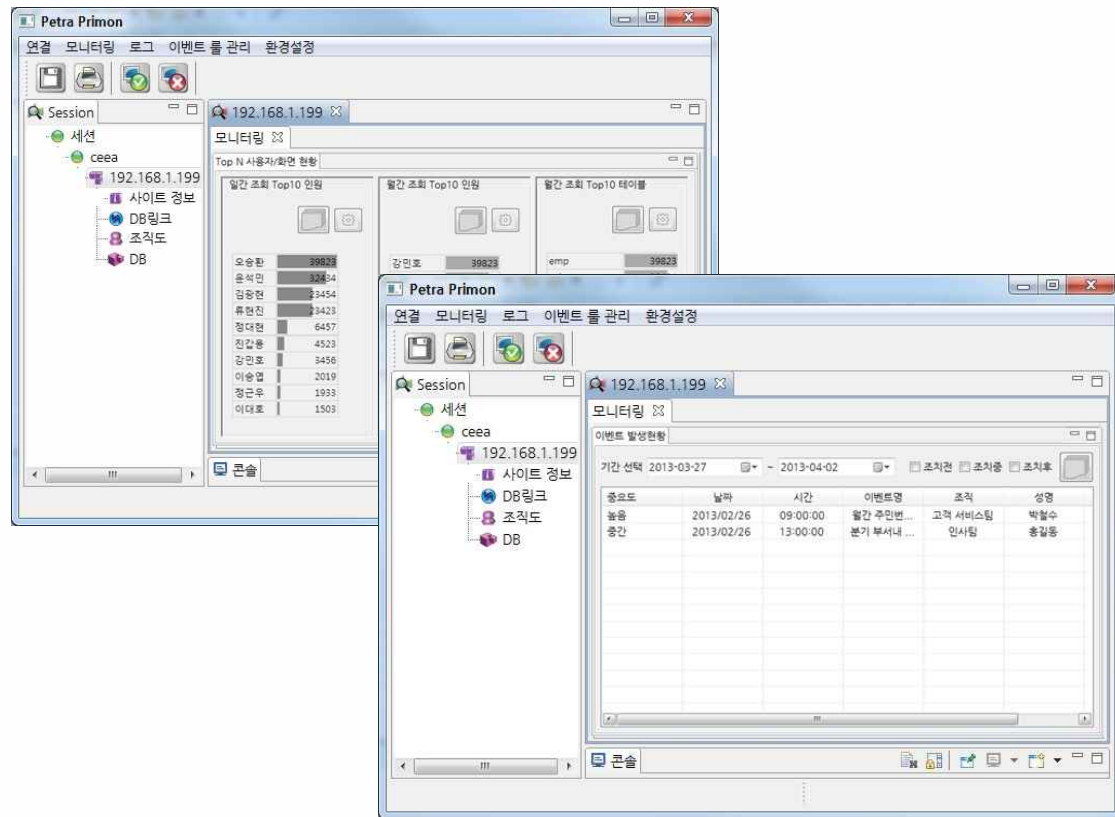 Petra Primon
연결 모니터링 로그 이벤트 룰 관리 환경설정
Session
세션
ceea
192.168.1.199
사이트 정보
DB링크
조직도
DB
192.168.1.199
모니터링
Top N 사용자/화면 현황
일간 조회 Top10 인원
오승환 39823
윤석민 32434
김광현 23454
류현진 23423
정대현 6457
진갑용 4523
강민호 3456
이승엽 2019
정근우 1933
이대호 1503
월간 조회 Top10 인원
강민호 39823
월간 조회 Top10 테이블
emp 39823
콘솔
Petra Primon
연결 모니터링 로그 이벤트 룰 관리 환경설정
Session
세션
ceea
192.168.1.199
사이트 정보
DB링크
조직도
DB
192.168.1.199
모니터링
이벤트 발생현황
기간 선택 2013-03-27 ~ 2013-04-02 조치전 조치중 조치후
중요도 날짜 시간 이벤트명 조직 성명
높음 2013/02/26 09:00:00 월간 주민번... 고객 서비스팀 박철수
중간 2013/02/26 13:00:00 분기 부서내 ... 인사팀 홍길동
콘솔